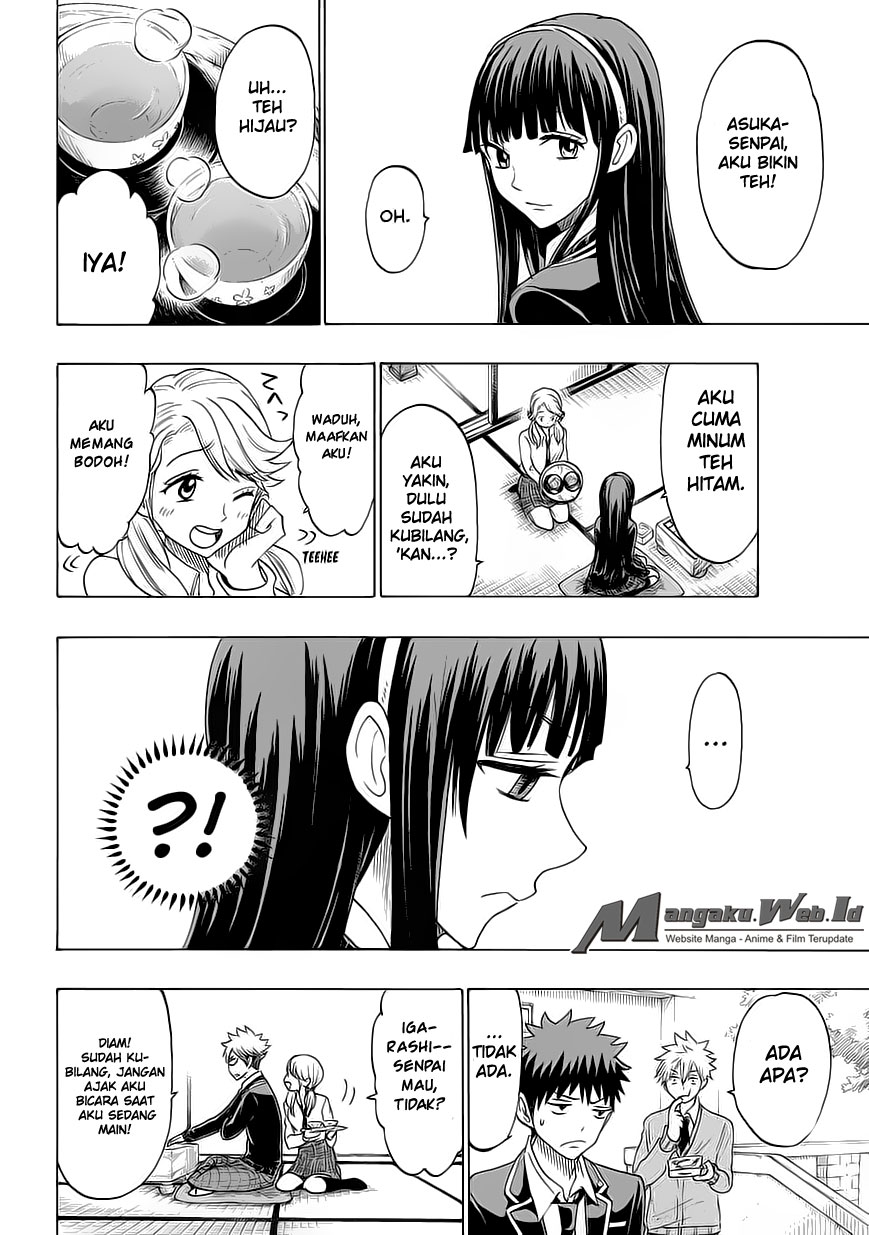 ASUKA-
SENPAI,
AKU BIKIN
TEH!
OH.
UH...
TEH
HIJAU?
IYA!
AKU
CUMA
MINUM
TEH
HITAM.
AKU
YAKIN,
DULU
SUDAH
KUBILANG,
'KAN...?
WADUH,
MAAFKAN
AKU!
AKU
MEMANG
BODOH!
TEEHEE
...
?!
Mangaku.Web.Id
Website Manga - Anime & Film Terupdate
ADA
APA?
...
TIDAK
ADA.
IGA-
RASHI--
SENPAI
MAU,
TIDAK?
DIAM!
SUDAH KU-
BILANG, JANGAN
AJAK AKU
BICARA SAAT
AKU SEDANG
MAIN!